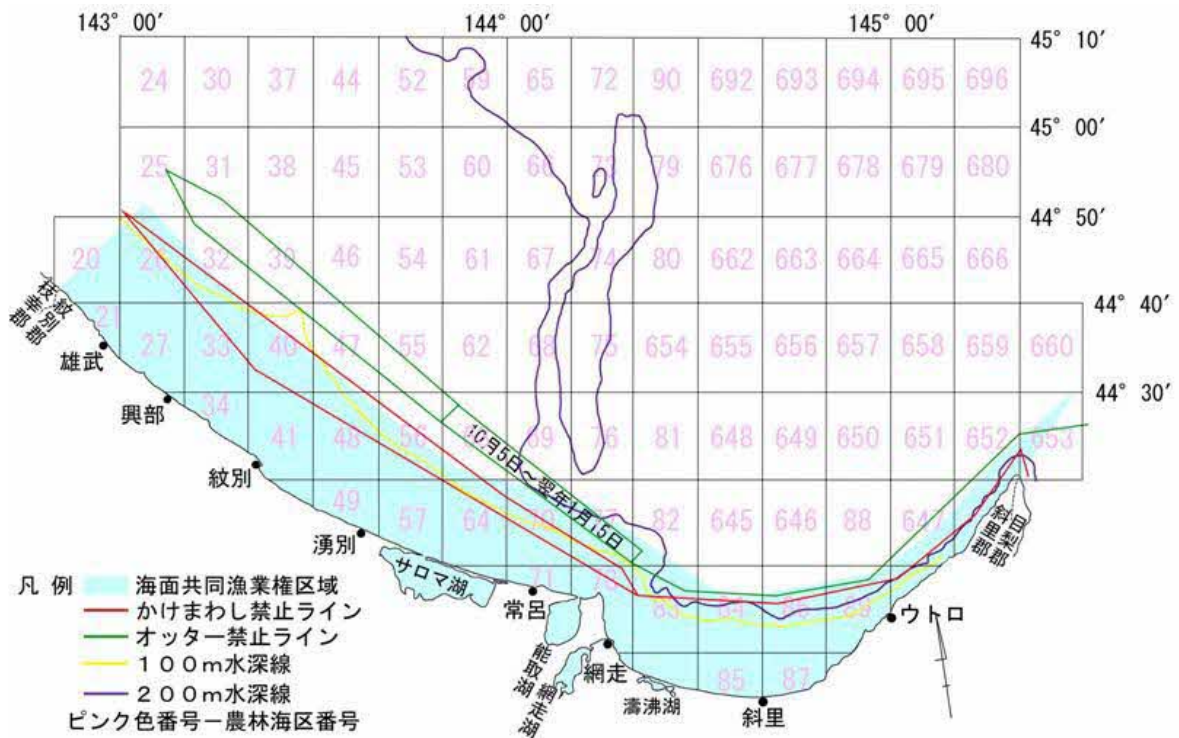 143° 00′ 144° 00′ 145° 00′
45° 10′
24 30 37 44 52 59 65 72 90 692 693 694 695 696
45° 00′
25 31 38 45 53 60 66 73 79 676 677 678 679 680
44° 50′
20 26 32 39 46 54 61 67 74 80 662 663 664 665 666
枝幸郡
紋別郡
44° 40′
21 27 33 40 47 55 62 68 75 654 655 656 657 658 659 660
雄武
44° 30′
興部
34 41 48 56 69 76 81 648 649 650 651 652 653
10月5日~翌年1月15日
紋別
49 57 64 70 82 645 646 88 647
斜里郡
目梨郡
湧別
サロマ湖
71 78 83 84 86 89
常呂
ウトロ
能取湖
網走湖
網走
85 87
濤沸湖
斜里
凡例
海面共同漁業権区域
かけまわし禁止ライン
オッター禁止ライン
100m水深線
200m水深線
ピンク色番号-農林海区番号